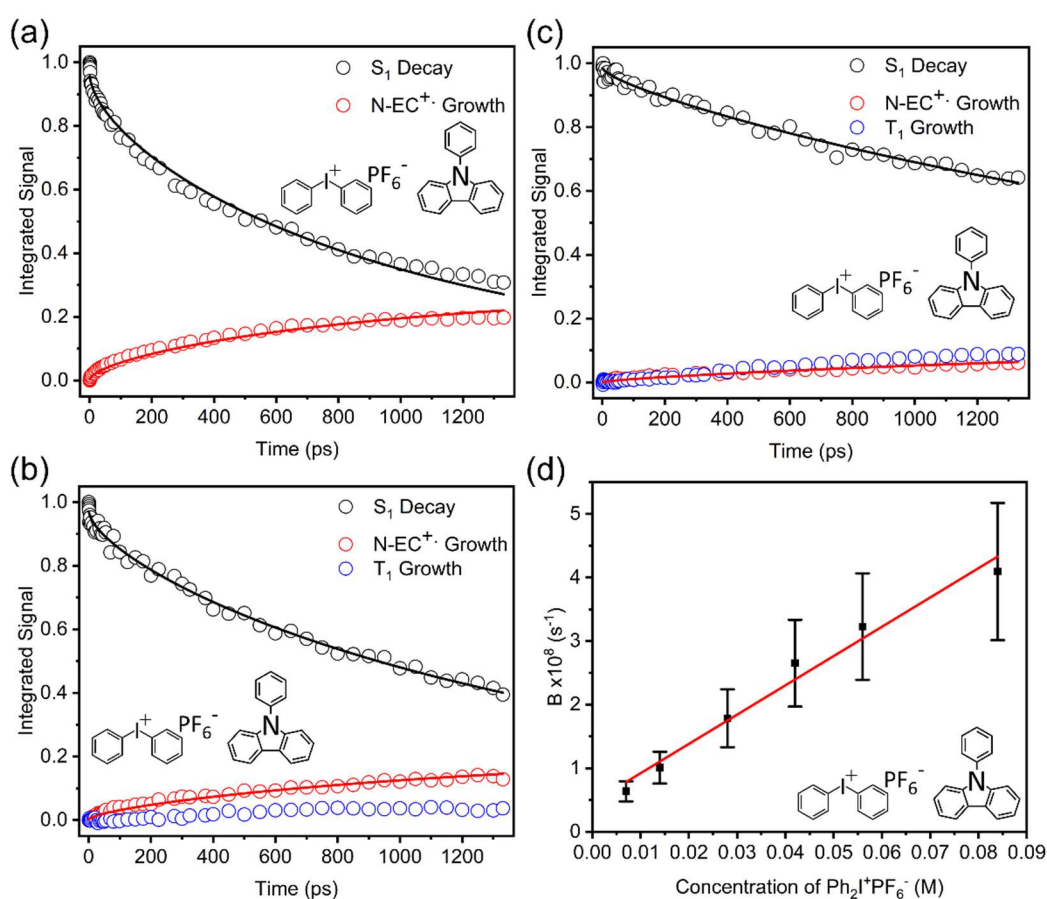 (a)
S₁ Decay
N-EC⁺· Growth
I⁺
PF₆⁻
N
1.0
0.8
0.6
0.4
0.2
0.0
Integrated Signal
0 200 400 600 800 1000 1200
Time (ps)
(c)
S₁ Decay
N-EC⁺· Growth
T₁ Growth
I⁺
PF₆⁻
N
1.0
0.8
0.6
0.4
0.2
0.0
Integrated Signal
0 200 400 600 800 1000 1200
Time (ps)
(b)
S₁ Decay
N-EC⁺· Growth
T₁ Growth
I⁺
PF₆⁻
N
1.0
0.8
0.6
0.4
0.2
0.0
Integrated Signal
0 200 400 600 800 1000 1200
Time (ps)
(d)
5
4
3
2
1
0
B x10⁸ (s⁻¹)
I⁺
PF₆⁻
N
0.00 0.01 0.02 0.03 0.04 0.05 0.06 0.07 0.08 0.09
Concentration of Ph₂I⁺PF₆⁻ (M)